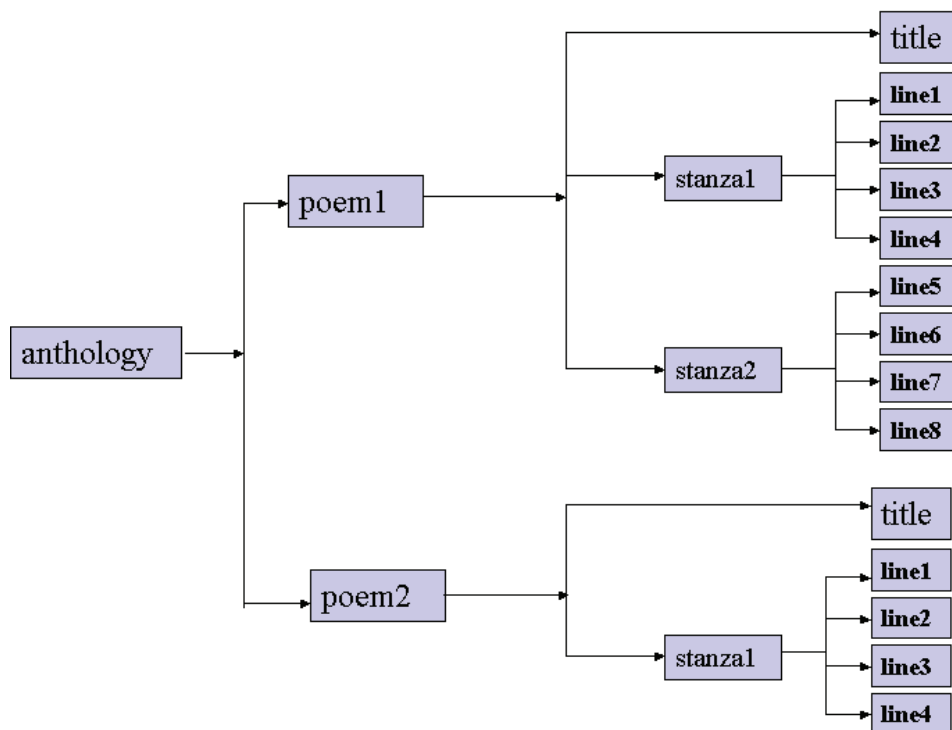 title
line1
line2
stanza1
line3
poem1
line4
line5
line6
anthology
stanza2
line7
line8
title
line1
poem2
line2
stanza1
line3
line4